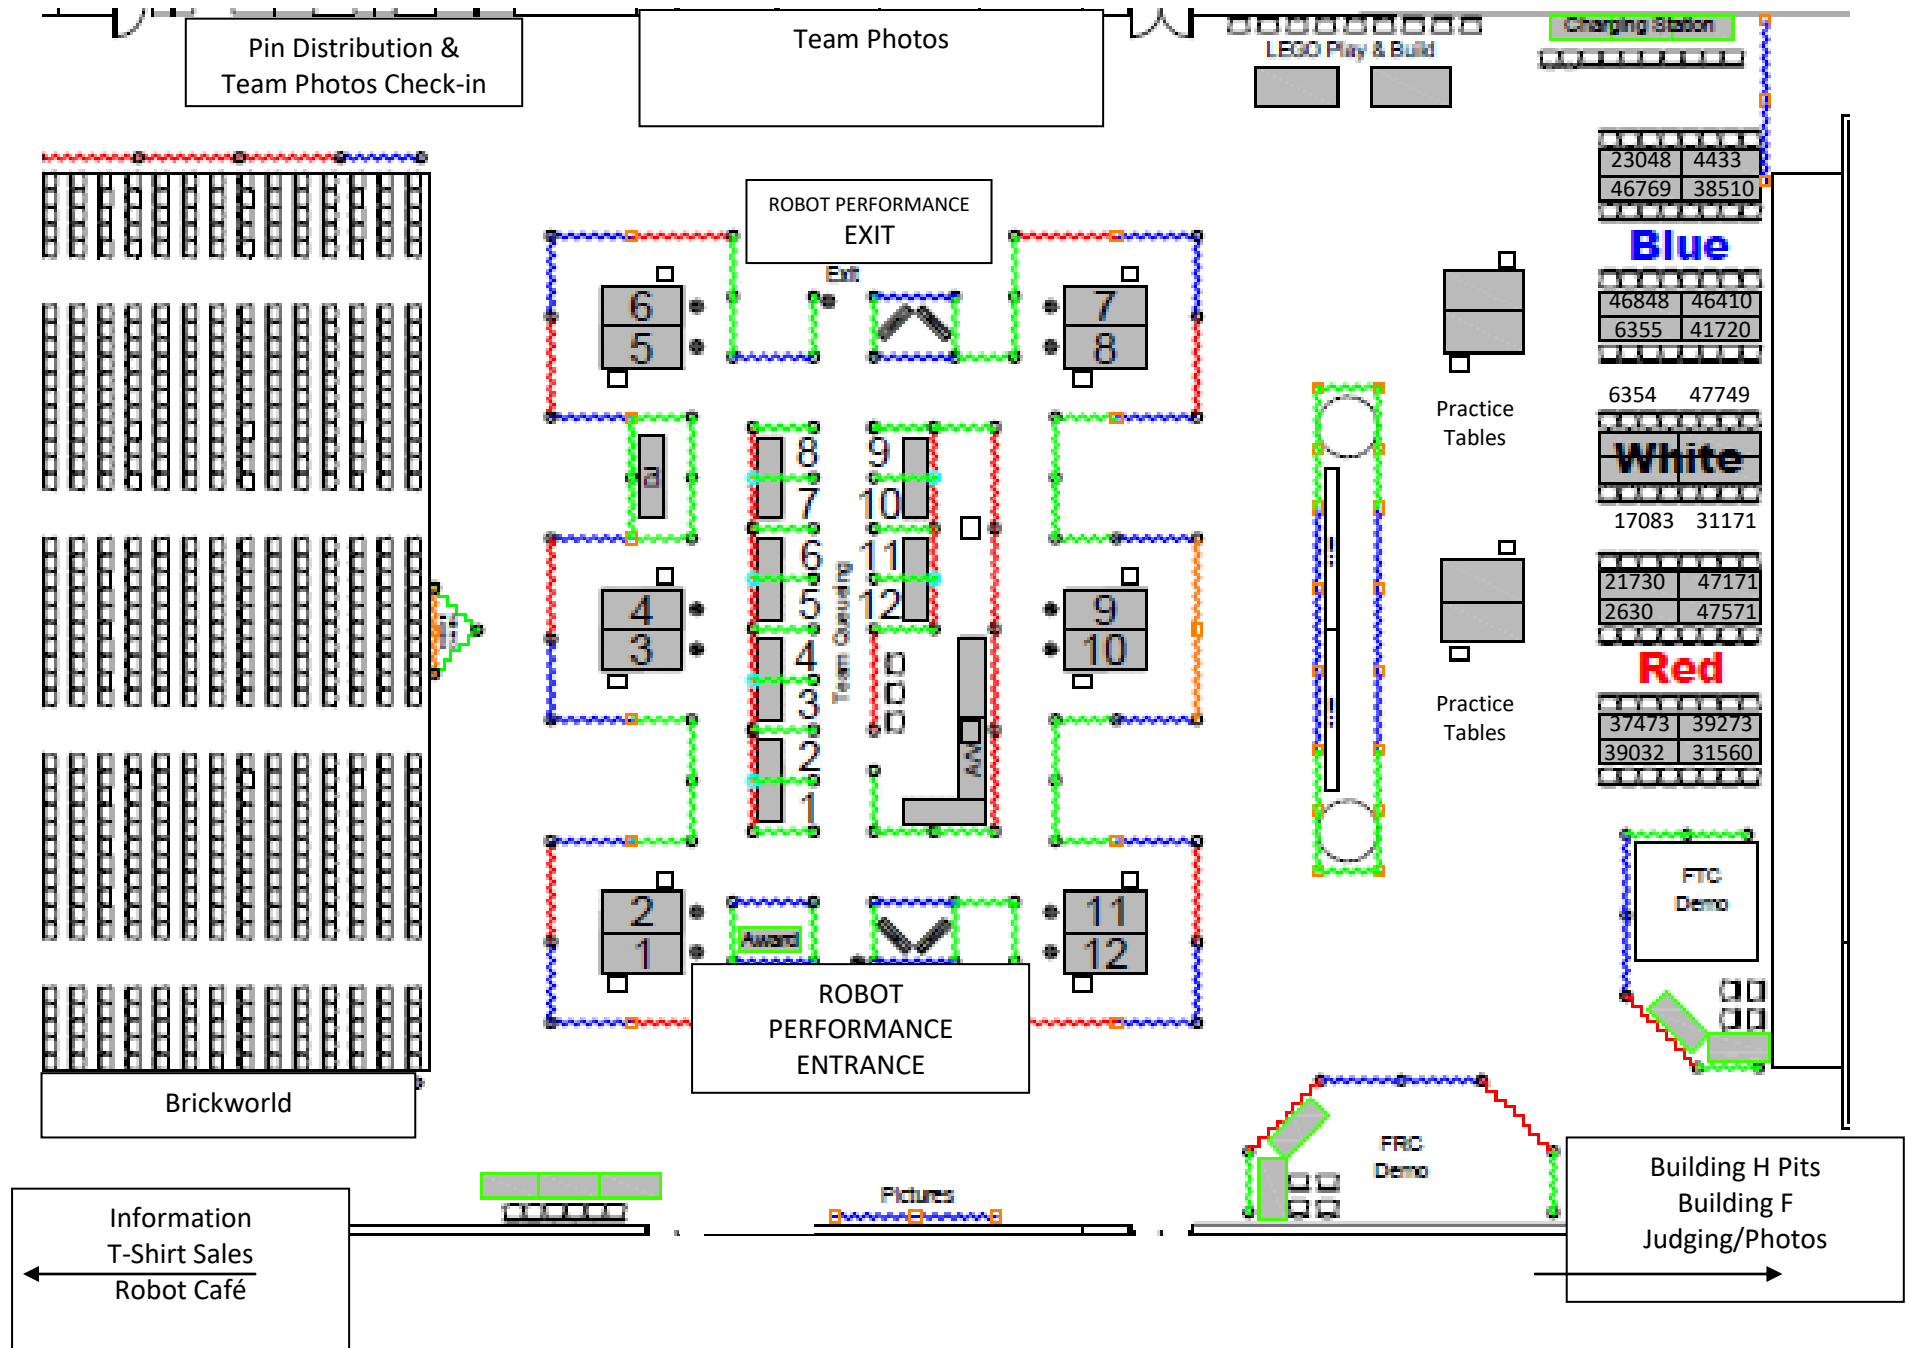 Pin Distribution &
Team Photos Check-in
Team Photos
LEGO Play & Build
Charging Station
23048 4433
46769 38510
Blue
46848 46410
6355 41720
6354 47749
White
17083 31171
21730 47171
2630 47571
Red
37473 39273
39032 31560
ROBOT PERFORMANCE
EXIT
Exit
6
5
7
8
4
3
9
10
2
1
11
12
8
7
6
5
4
3
2
1
9
10
11
12
Team Queueing
Award
ROBOT
PERFORMANCE
ENTRANCE
Practice
Tables
Practice
Tables
FTC
Demo
FRC
Demo
Brickworld
Pictures
Information
T-Shirt Sales
Robot Café
Building H Pits
Building F
Judging/Photos